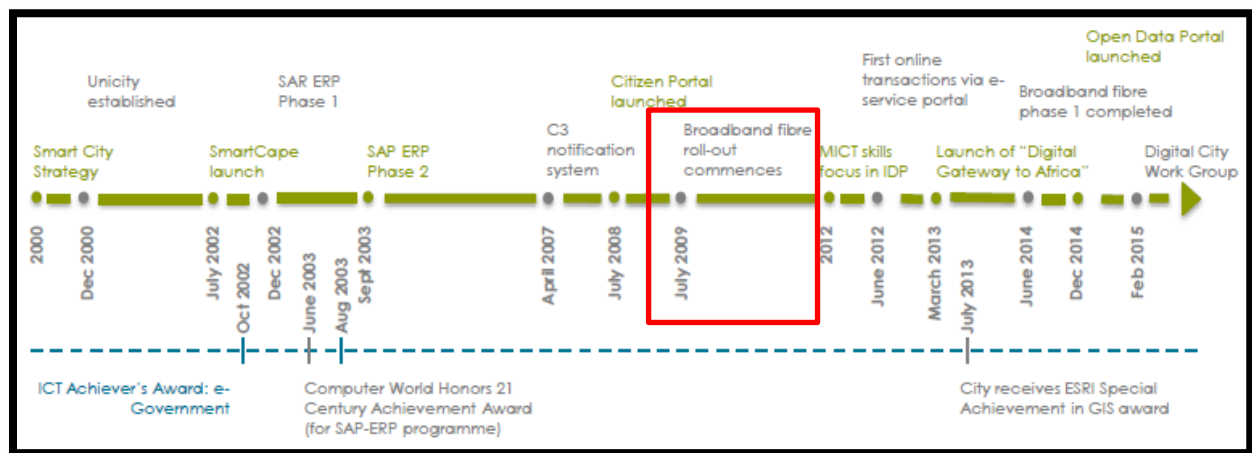 Open Data Portal
launched
First online
transactions via e-
service portal
Unicity
established
SAR ERP
Phase 1
Citizen Portal
launched
Broadband fibre
phase 1 completed
C3
notification
system
Broadband fibre
roll-out
commences
Smart City
Strategy
SmartCape
launch
SAP ERP
Phase 2
MICT skills
focus in IDP
Launch of “Digital
Gateway to Africa”
Digital City
Work Group
2000
Dec 2000
July 2002
Oct 2002
Dec 2002
June 2003
Aug 2003
Sept 2003
April 2007
July 2008
July 2009
2012
June 2012
March 2013
July 2013
June 2014
Dec 2014
Feb 2015
ICT Achiever's Award: e-
Government
Computer World Honors 21
Century Achievement Award
(for SAP-ERP programme)
City receives ESRI Special
Achievement in GIS award